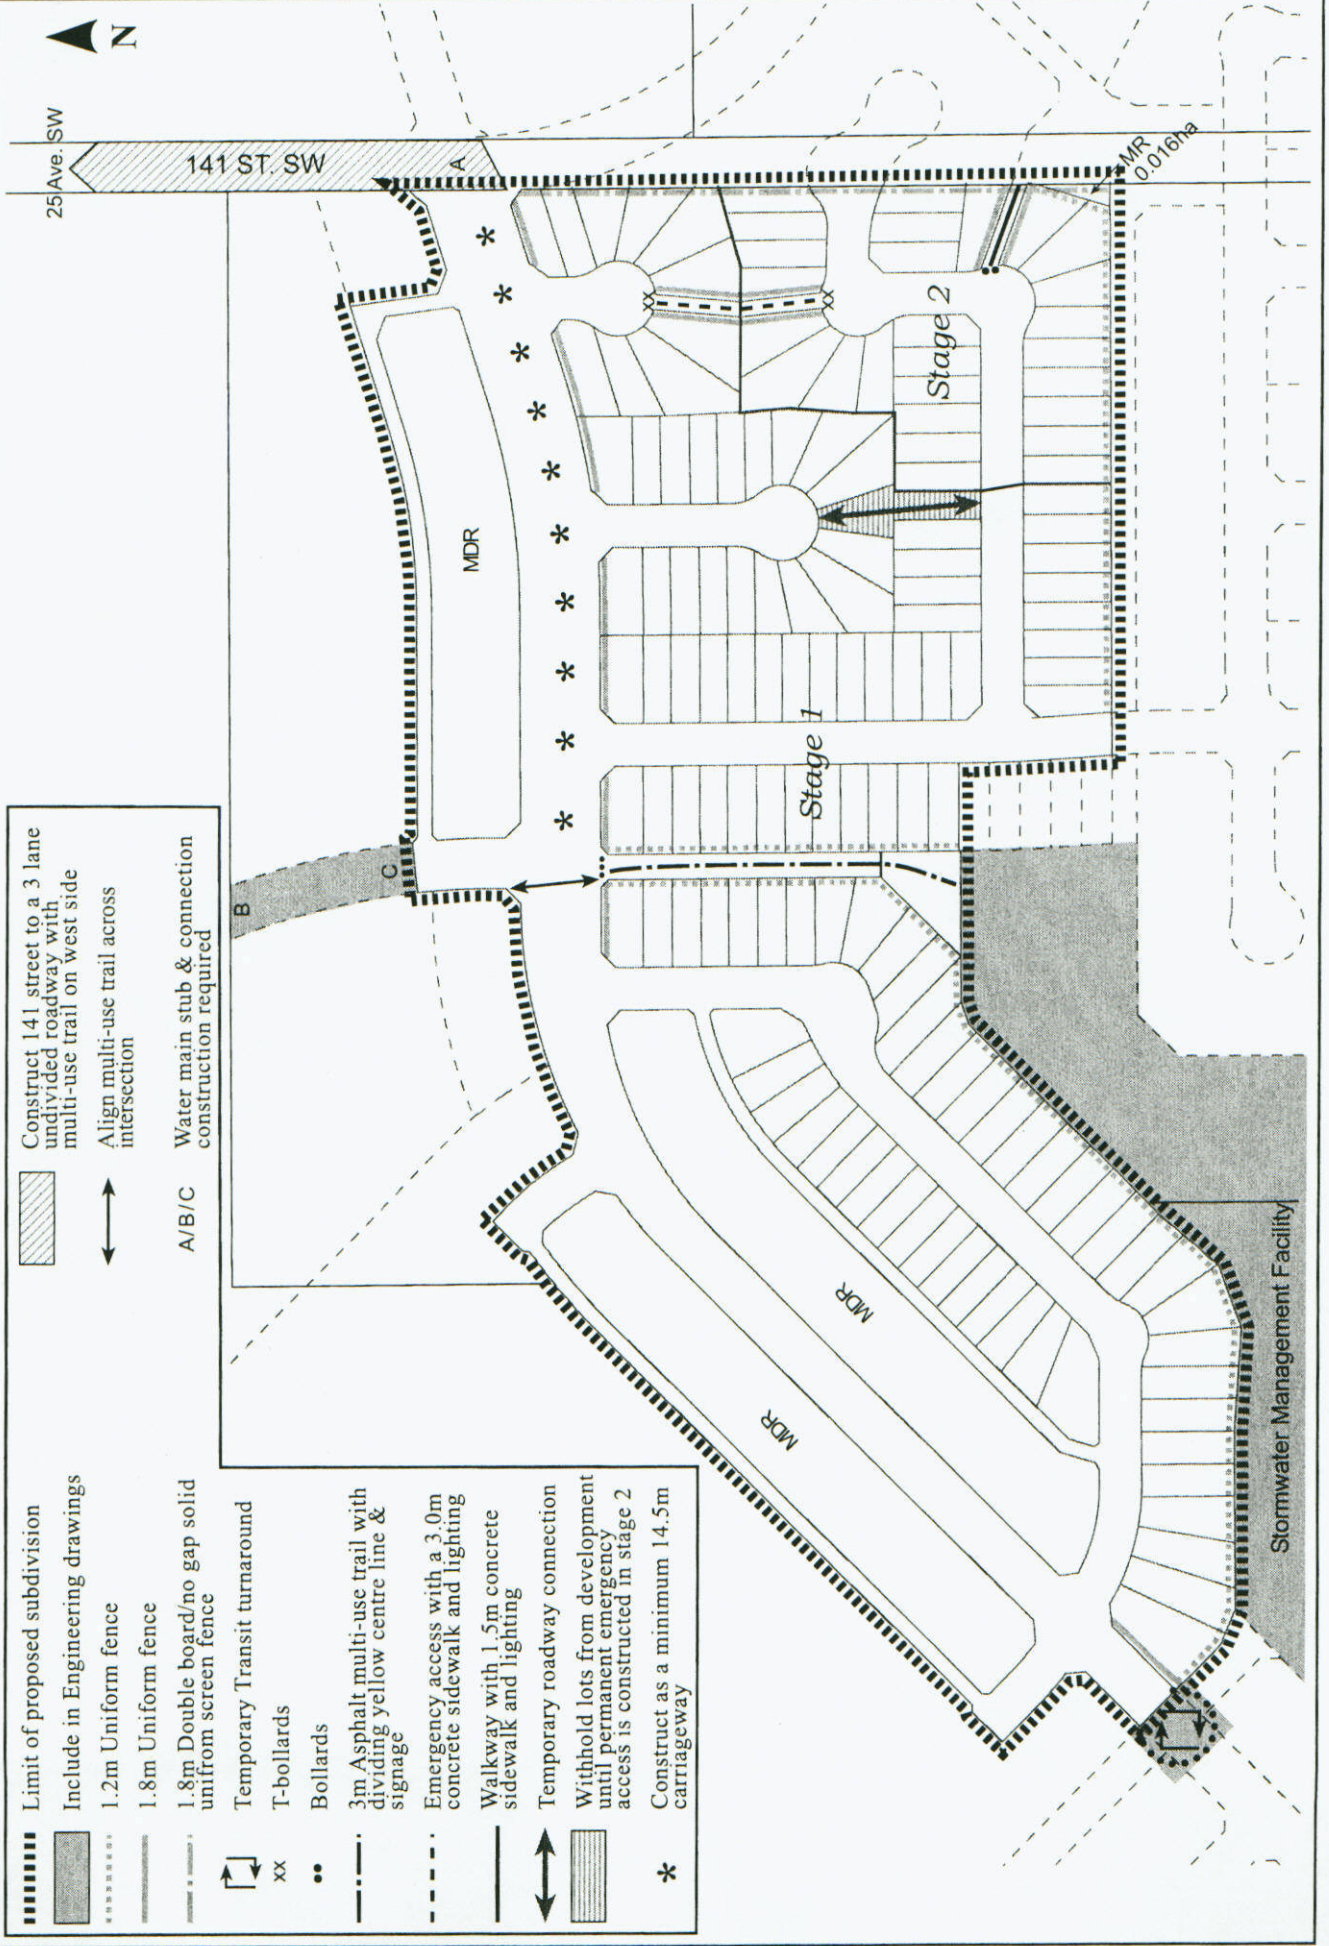 Limit of proposed subdivision
Include in Engineering drawings
1.2m Uniform fence
1.8m Uniform fence
1.8m Double board/no gap solid
unifrom screen fence
Temporary Transit turnaround
xx T-bollards
Bollards
3m Asphalt multi-use trail with
dividing yellow centre line &
signage
Emergency access with a 3.0m
concrete sidewalk and lighting
Walkway with 1.5m concrete
sidewalk and lighting
Temporary roadway connection
Withhold lots from development
until permanent emergency
access is constructed in stage 2
* Construct as a minimum 14.5m
carriageway
Construct 141 street to a 3 lane
undivided roadway with
multi-use trail on west side
Align multi-use trail across
intersection
A/B/C Water main stub & connection
construction required
N
25 Ave. SW
141 ST. SW
A
B
C
MDR
MDR
MDR
Stage 1
Stage 2
xx
xx
MR
0.016ha
Stormwater Management Facility
* * * * * * * * * *